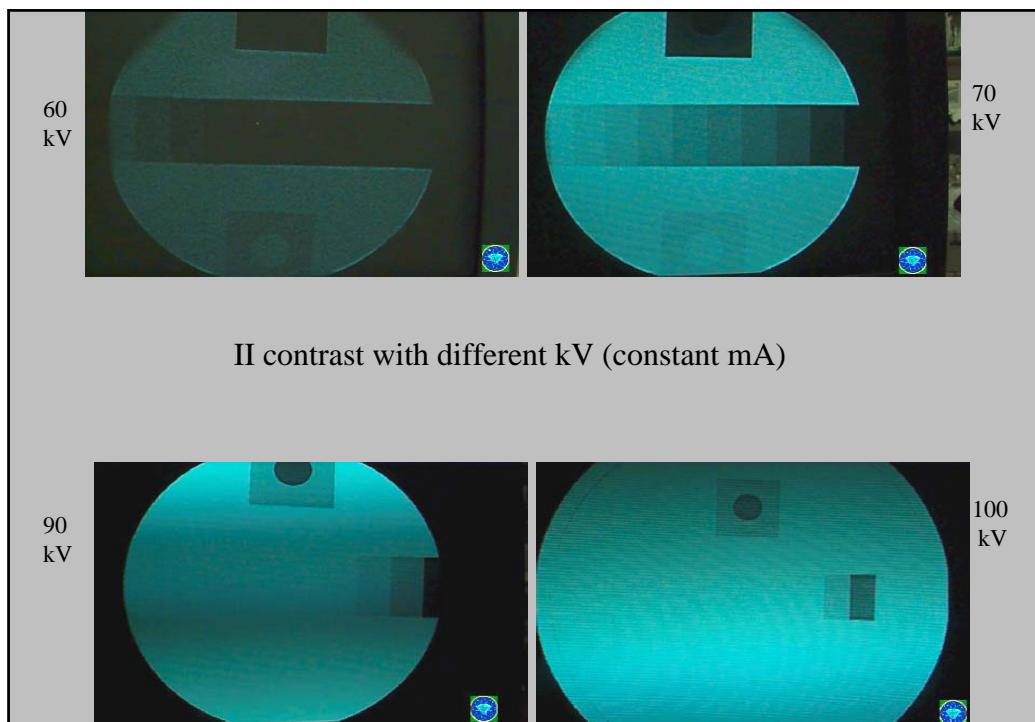 60
kV
70
kV
II contrast with different kV (constant mA)
90
kV
100
kV